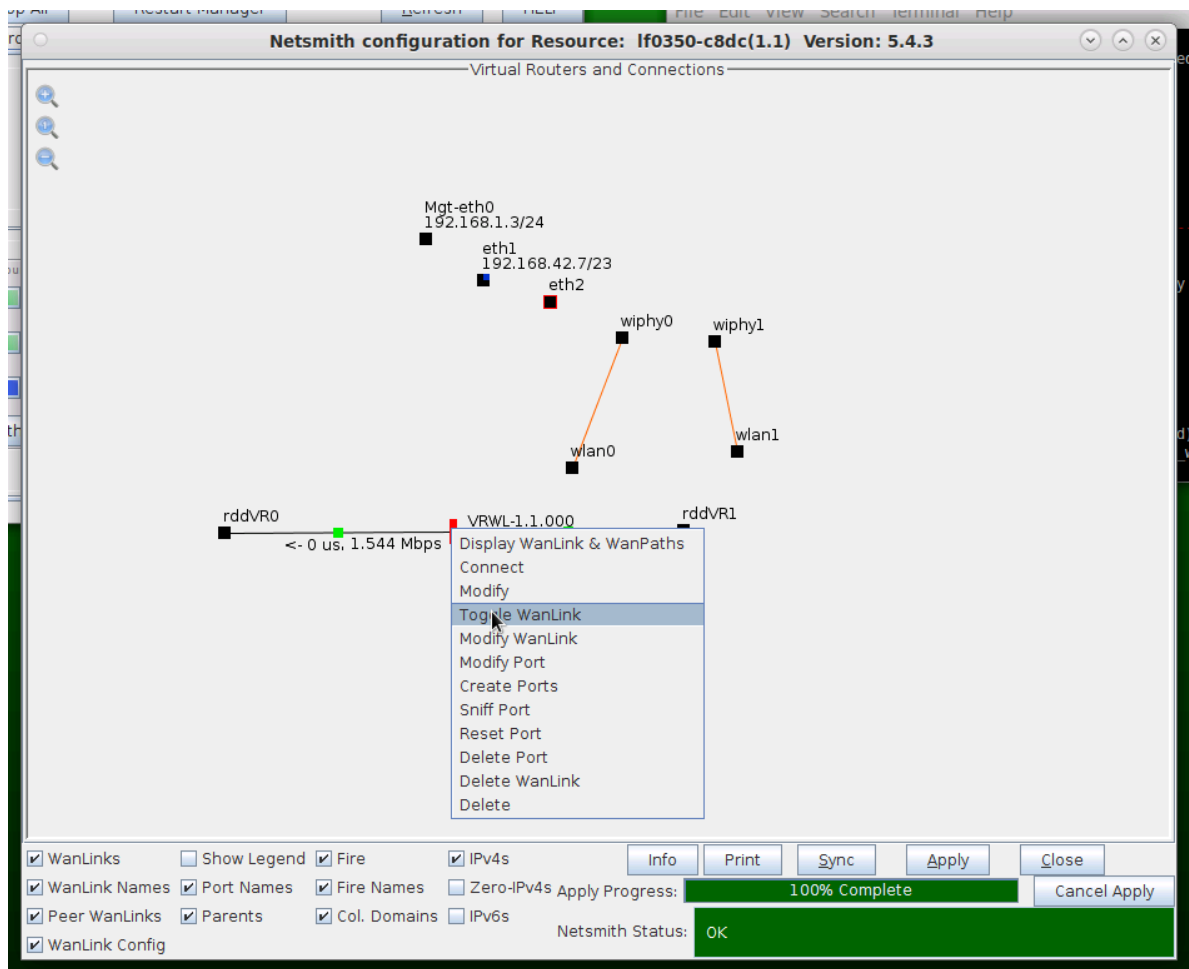 Restart Manager
Refresh
HELP
File Edit View Search Terminal Help
Netsmith configuration for Resource: lf0350-c8dc(1.1) Version: 5.4.3
Virtual Routers and Connections
Mgt-eth0
192.168.1.3/24
eth1
192.168.42.7/23
eth2
wiphy0
wiphy1
wlan1
wlan0
rddVR0
VRWL-1.1.000
rddVR1
<- 0 us, 1.544 Mbps
Display WanLink & WanPaths
Connect
Modify
Toggle WanLink
Modify WanLink
Modify Port
Create Ports
Sniff Port
Reset Port
Delete Port
Delete WanLink
Delete
WanLinks Show Legend Fire IPv4s Info Print Sync Apply Close
WanLink Names Port Names Fire Names Zero-IPv4s Apply Progress: 100% Complete Cancel Apply
Peer WanLinks Parents Col. Domains IPv6s
Netsmith Status: OK
WanLink Config